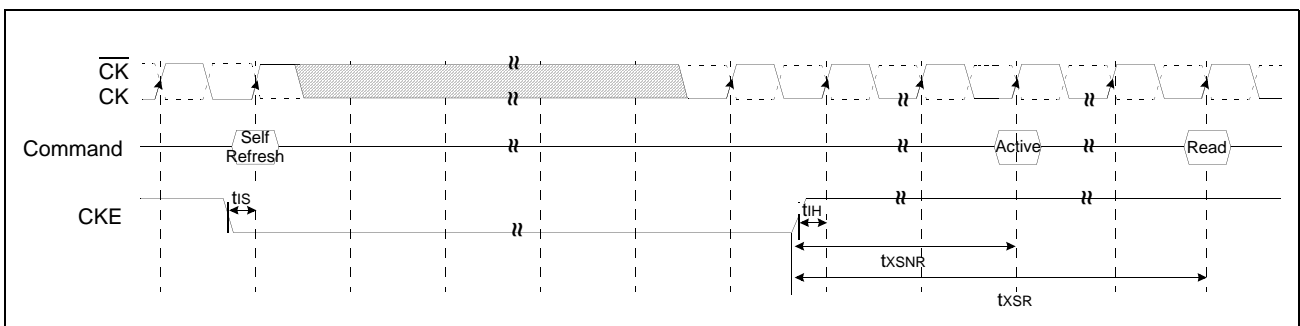 CK
CK
Command
Self
Refresh
Active
Read
CKE
tIS
tIH
tXSNR
tXSR